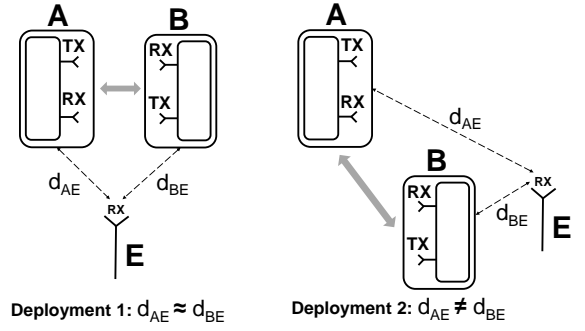 A
B
TX
RX
RX
TX
d_AE
d_BE
RX
E
Deployment 1: d_AE ≈ d_BE
A
TX
RX
d_AE
B
RX
RX
d_BE
TX
E
Deployment 2: d_AE ≠ d_BE